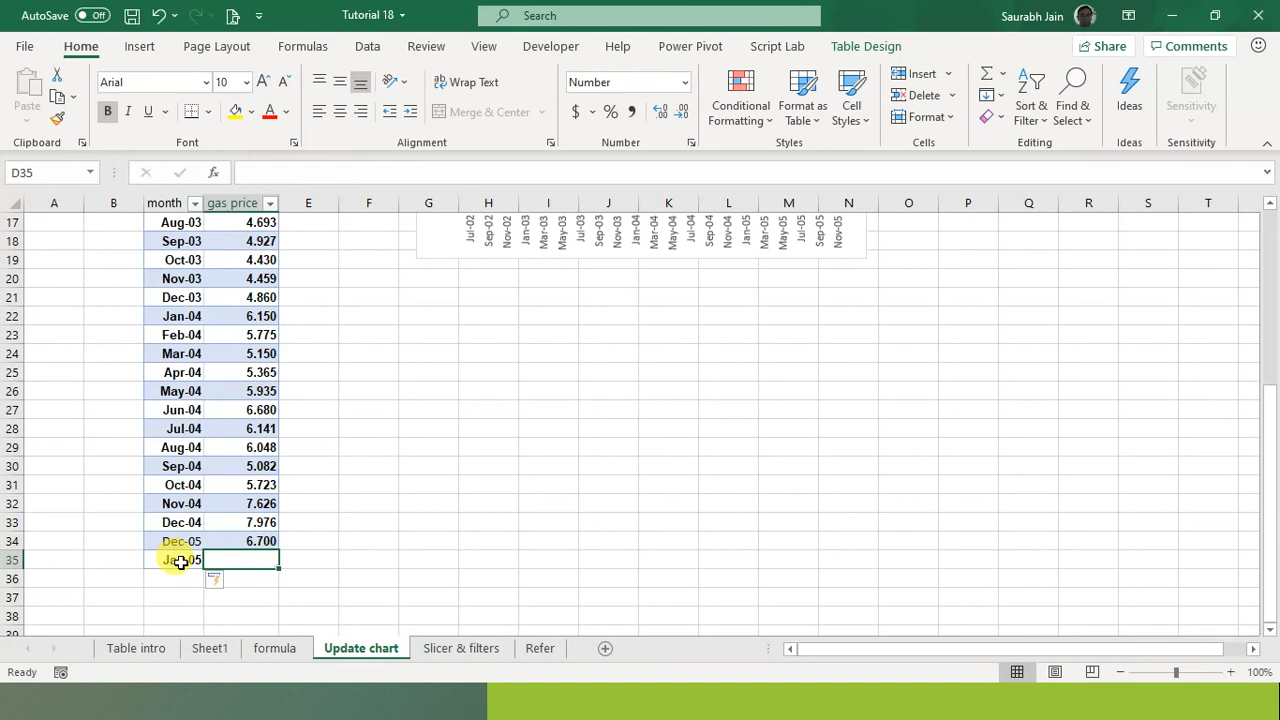 AutoSave Off Tutorial 18 Search Saurabh Jain
File Home Insert Page Layout Formulas Data Review View Developer Help Power Pivot Script Lab Table Design Share Comments
Paste
Clipboard
Arial 10
B I U
Font
Wrap Text
Merge & Center
Alignment
Number
$ % ,
Number
Conditional Formatting
Format as Table
Cell Styles
Styles
Insert
Delete
Format
Cells
Sort & Filter
Find & Select
Editing
Ideas
Ideas
Sensitivity
Sensitivity
D35 fx
A B month gas price E F G H I J K L M N O P Q R S T
17 Aug-03 4.693
18 Sep-03 4.927
19 Oct-03 4.430
20 Nov-03 4.459
21 Dec-03 4.860
22 Jan-04 6.150
23 Feb-04 5.775
24 Mar-04 5.150
25 Apr-04 5.365
26 May-04 5.935
27 Jun-04 6.680
28 Jul-04 6.141
29 Aug-04 6.048
30 Sep-04 5.082
31 Oct-04 5.723
32 Nov-04 7.626
33 Dec-04 7.976
34 Dec-05 6.700
35
36
37
38
39
Jul-02 Sep-02 Nov-02 Jan-03 Mar-03 May-03 Jul-03 Sep-03 Nov-03 Jan-04 Mar-04 May-04 Jul-04 Sep-04 Nov-04 Jan-05 Mar-05 May-05 Jul-05 Sep-05 Nov-05
Table intro Sheet1 formula Update chart Slicer & filters Refer
Ready 100%